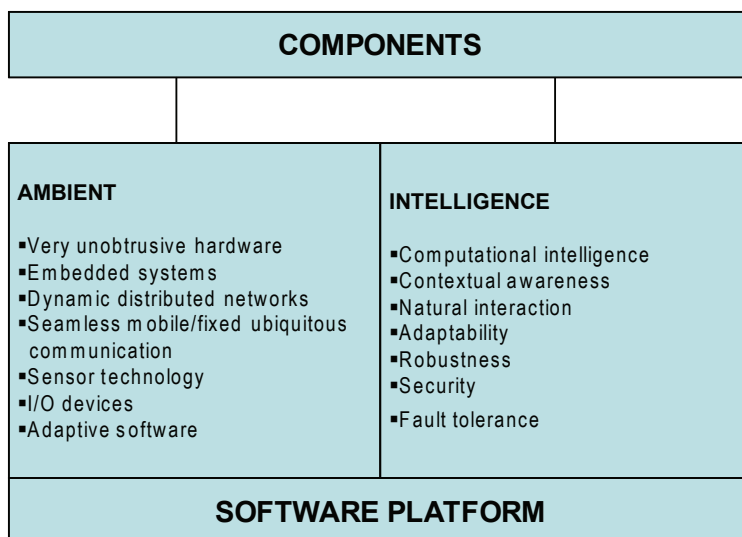 COMPONENTS
AMBIENT
▪Very unobtrusive hardware
▪Embedded systems
▪Dynamic distributed networks
▪Seamless mobile/fixed ubiquitous
communication
▪Sensor technology
▪I/O devices
▪Adaptive software
INTELLIGENCE
▪Computational intelligence
▪Contextual awareness
▪Natural interaction
▪Adaptability
▪Robustness
▪Security
▪Fault tolerance
SOFTWARE PLATFORM